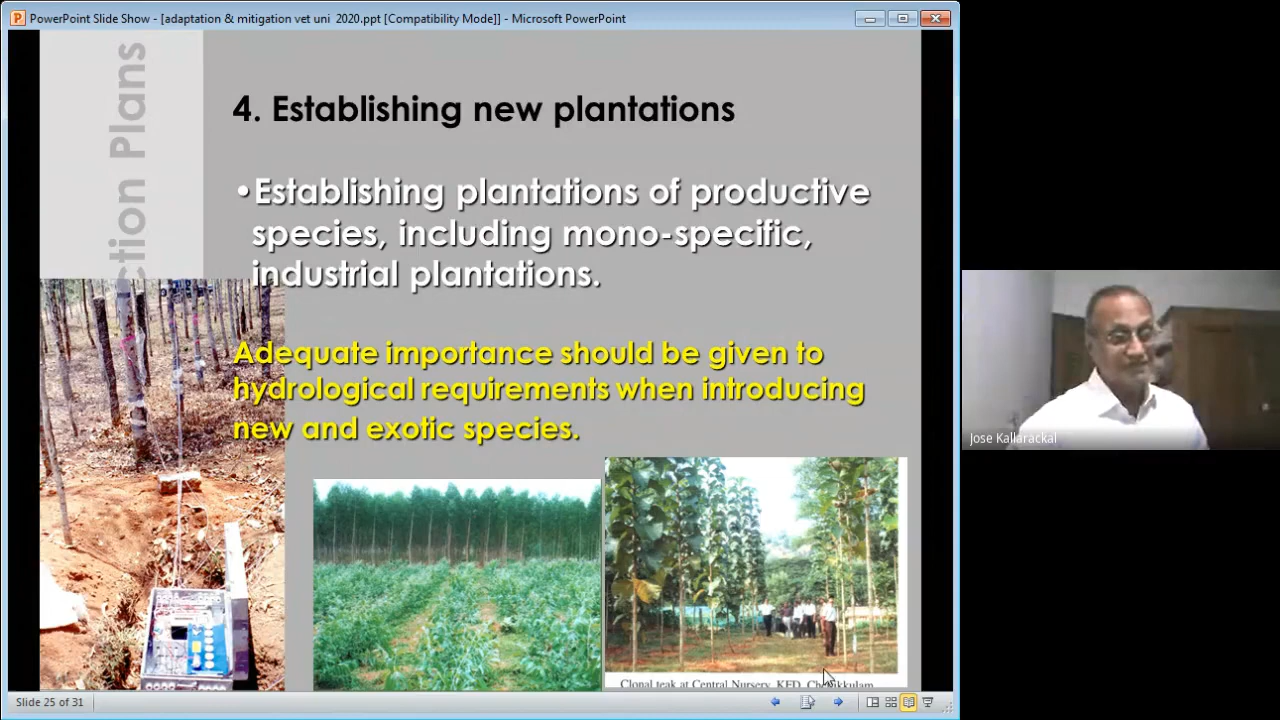 PowerPoint Slide Show - [adaptation & mitigation vet uni 2020.ppt [Compatibility Mode]] - Microsoft PowerPoint
ction Plans
4. Establishing new plantations
•Establishing plantations of productive
species, including mono-specific,
industrial plantations.
Adequate importance should be given to
hydrological requirements when introducing
new and exotic species.
Jose Kallarackal
Clonal teak at Central Nursery, KFD,
Slide 25 of 31